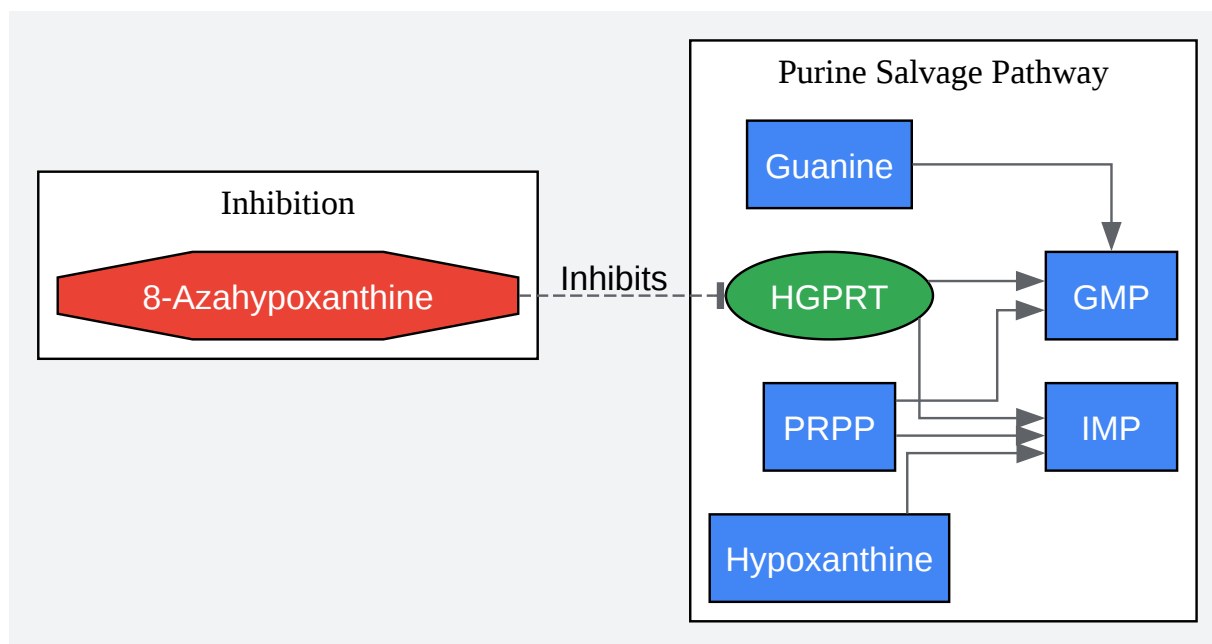 Purine Salvage Pathway
Guanine
Inhibition
8-Azahypoxanthine
Inhibits
HGPRT
GMP
PRPP
IMP
Hypoxanthine